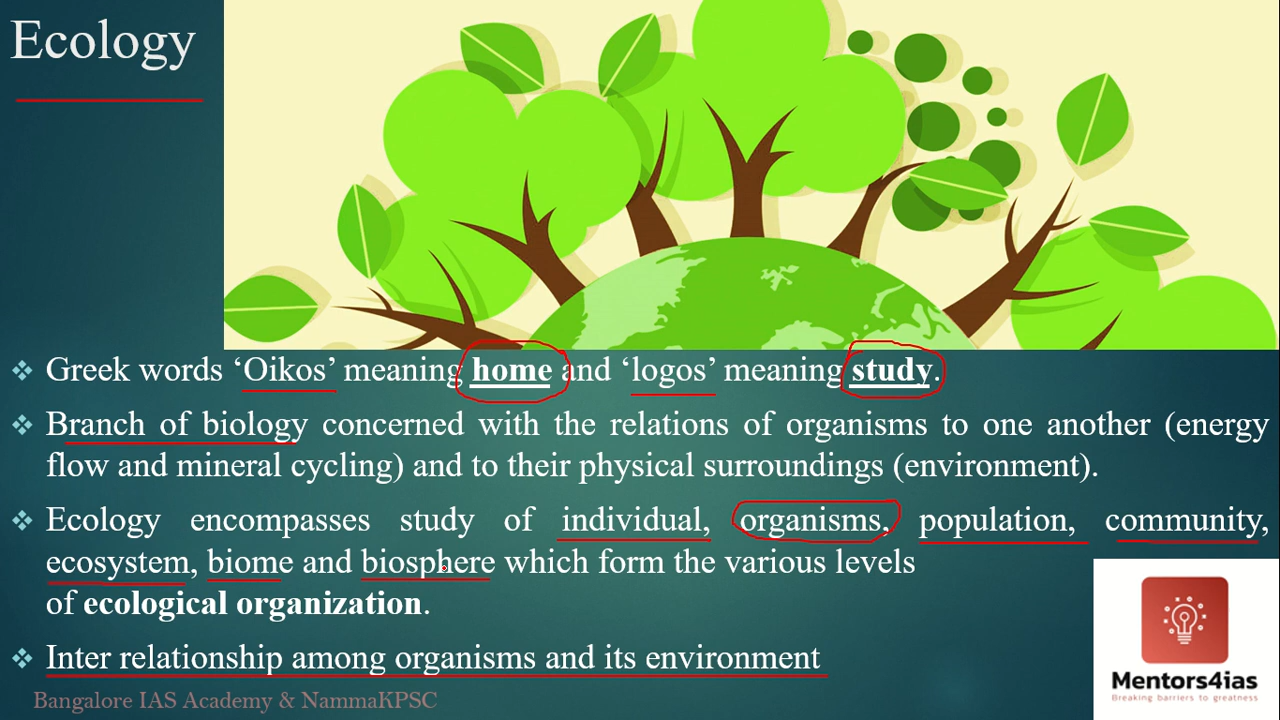 Ecology
❖ Greek words ‘Oikos’ meaning home and ‘logos’ meaning study.
❖ Branch of biology concerned with the relations of organisms to one another (energy
flow and mineral cycling) and to their physical surroundings (environment).
❖ Ecology encompasses study of individual, organisms, population, community,
ecosystem, biome and biosphere which form the various levels
of ecological organization.
❖ Inter relationship among organisms and its environment
Bangalore IAS Academy & NammaKPSC
Mentors4ias
Breaking barriers to greatness